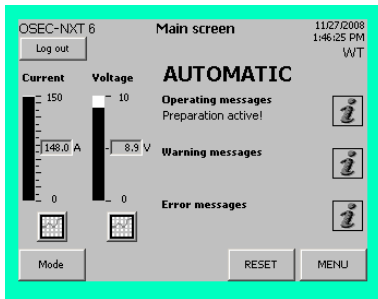 OSEC-NXT 6
Main screen
11/27/2008
1:46:25 PM
Log out
WT
Current
Voltage
AUTOMATIC
150
10
Operating messages
Preparation active!
148.0 A
8.9 V
Warning messages
0
0
Error messages
Mode
RESET
MENU